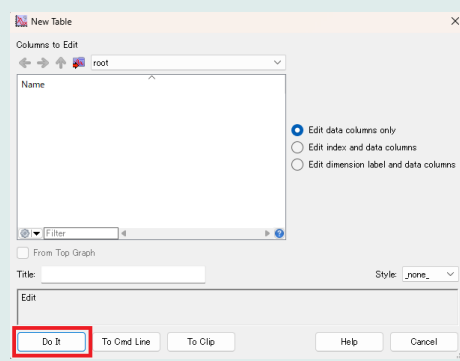 New Table
Columns to Edit
root
Name
Edit data columns only
Edit index and data columns
Edit dimension label and data columns
Filter
From Top Graph
Title:
Style: _none_
Edit
Do It To Cmd Line To Clip Help Cancel